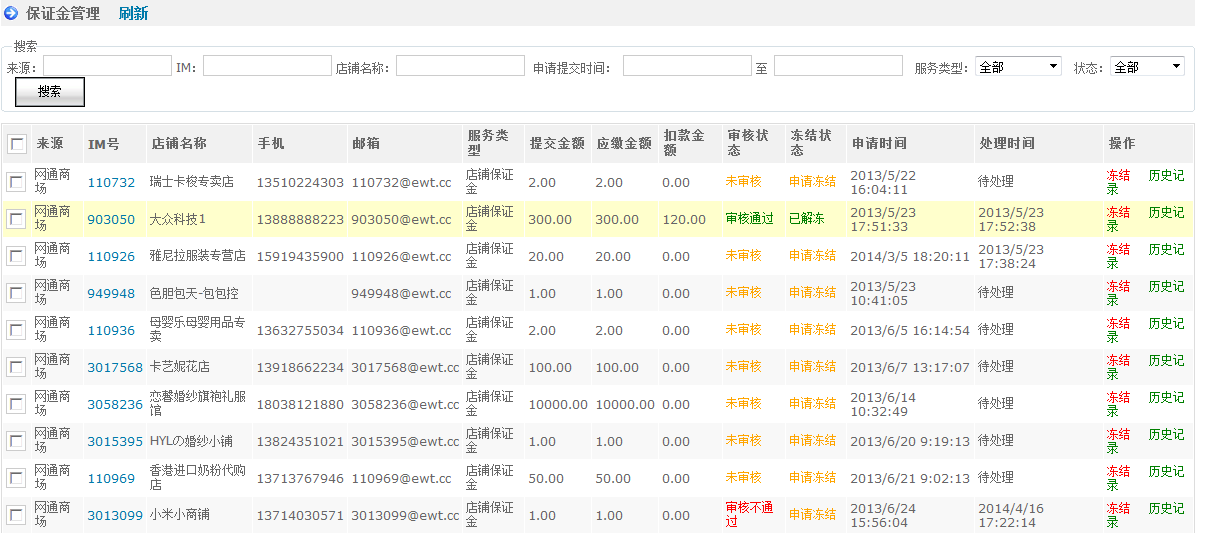 保证金管理 刷新
搜索
来源: IM: 店铺名称: 申请提交时间: 至 服务类型: 全部 状态: 全部
搜索
来源 IM号 店铺名称 手机 邮箱 服务类型 提交金额 应缴金额 扣款金额 审核状态 冻结状态 申请时间 处理时间 操作
网通商场 110732 瑞士卡梭专卖店 13510224303 110732@ewt.cc 店铺保证金 2.00 2.00 0.00 未审核 申请冻结 2013/5/22 16:04:11 待处理 冻结 历史记录
网通商场 903050 大众科技1 13888888223 903050@ewt.cc 店铺保证金 300.00 300.00 120.00 审核通过 已解冻 2013/5/23 17:51:33 2013/5/23 17:52:38 冻结 历史记录
网通商场 110926 雅尼拉服装专营店 15919435900 110926@ewt.cc 店铺保证金 20.00 20.00 0.00 未审核 申请冻结 2014/3/5 18:20:11 2013/5/23 17:38:24 冻结 历史记录
网通商场 949948 色胆包天-包包控 949948@ewt.cc 店铺保证金 1.00 1.00 0.00 未审核 申请冻结 2013/5/23 10:41:05 待处理 冻结 历史记录
网通商场 110936 母婴乐母婴用品专卖 13632755034 110936@ewt.cc 店铺保证金 2.00 2.00 0.00 未审核 申请冻结 2013/6/5 16:14:54 待处理 冻结 历史记录
网通商场 3017568 卡艺妮花店 13918662234 3017568@ewt.cc 店铺保证金 100.00 100.00 0.00 未审核 申请冻结 2013/6/7 13:17:07 待处理 冻结 历史记录
网通商场 3058236 恋馨婚纱旗袍礼服馆 18038121880 3058236@ewt.cc 店铺保证金 10000.00 10000.00 0.00 未审核 申请冻结 2013/6/14 10:32:49 待处理 冻结 历史记录
网通商场 3015395 HYLの婚纱小铺 13824351021 3015395@ewt.cc 店铺保证金 1.00 1.00 0.00 未审核 申请冻结 2013/6/20 9:19:13 待处理 冻结 历史记录
网通商场 110969 香港进口奶粉代购店 13713767946 110969@ewt.cc 店铺保证金 50.00 50.00 0.00 未审核 申请冻结 2013/6/21 9:02:13 待处理 冻结 历史记录
网通商场 3013099 小米小商铺 13714030571 3013099@ewt.cc 店铺保证金 1.00 1.00 0.00 审核不通过 申请冻结 2013/6/24 15:56:04 2014/4/16 17:22:14 冻结 历史记录